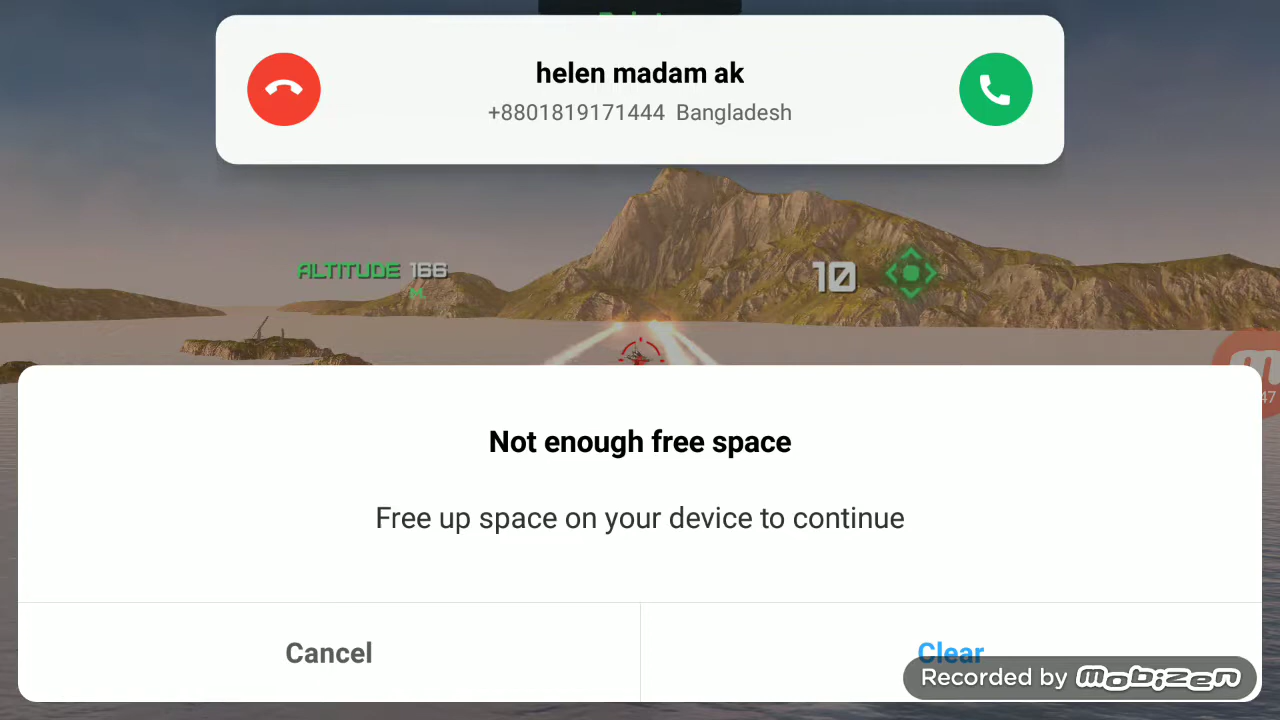 helen madam ak
+8801819171444 Bangladesh
ALTITUDE 166
M
10
47
Not enough free space
Free up space on your device to continue
Cancel
Clear
Recorded by mobizen